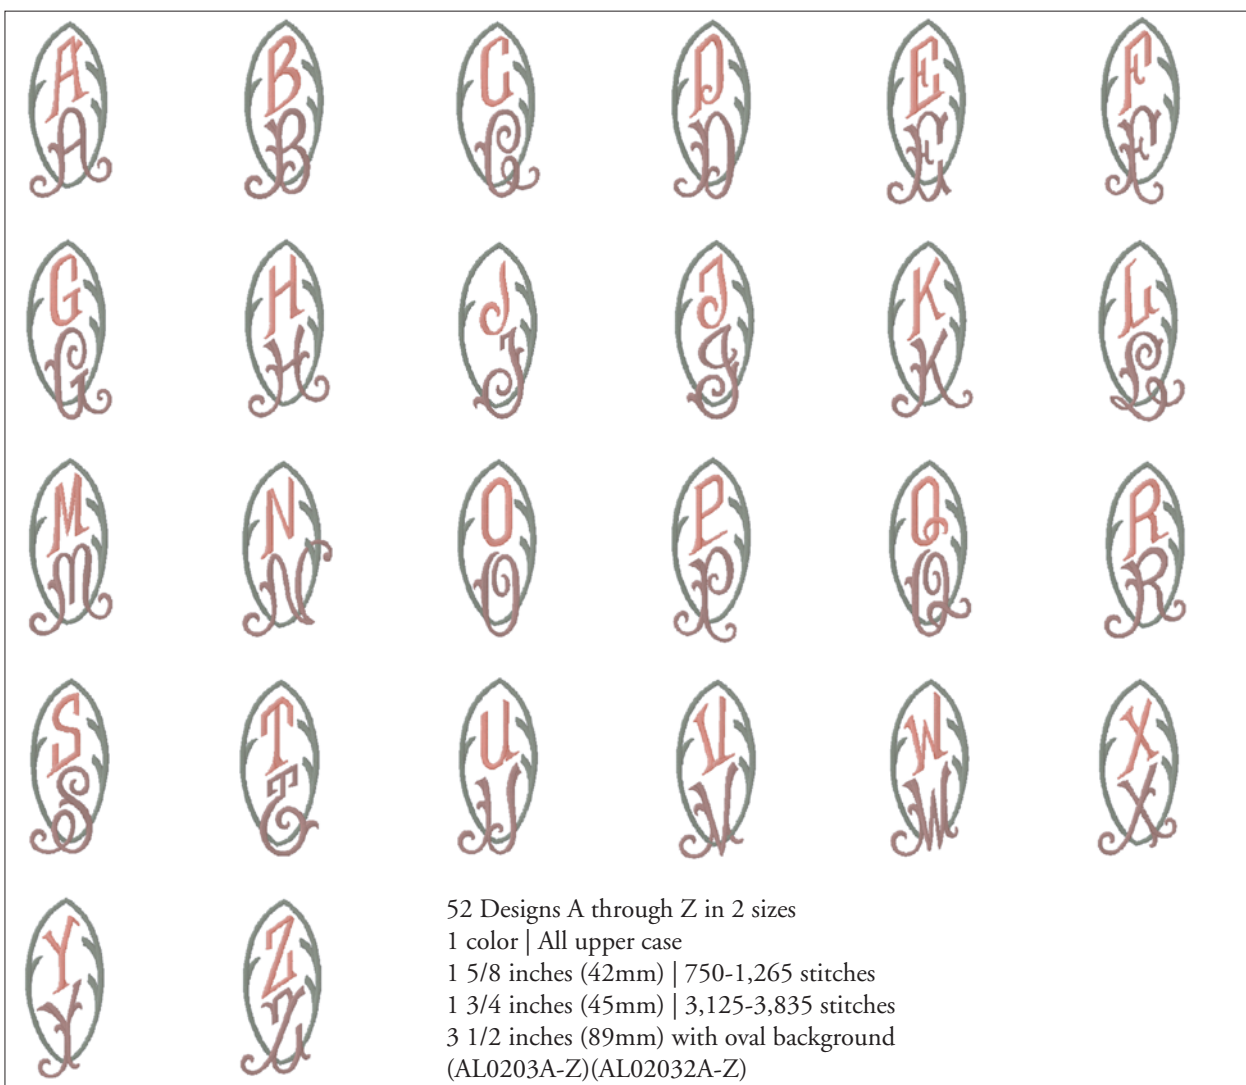 A B C D E F
A B C D E F
G H I J K L
G H I J K L
M N O P Q R
M N O P Q R
S T U V W X
S T U V W X
Y Z
Y Z
52 Designs A through Z in 2 sizes
1 color | All upper case
1 5/8 inches (42mm) | 750-1,265 stitches
1 3/4 inches (45mm) | 3,125-3,835 stitches
3 1/2 inches (89mm) with oval background
(AL0203A-Z)(AL02032A-Z)